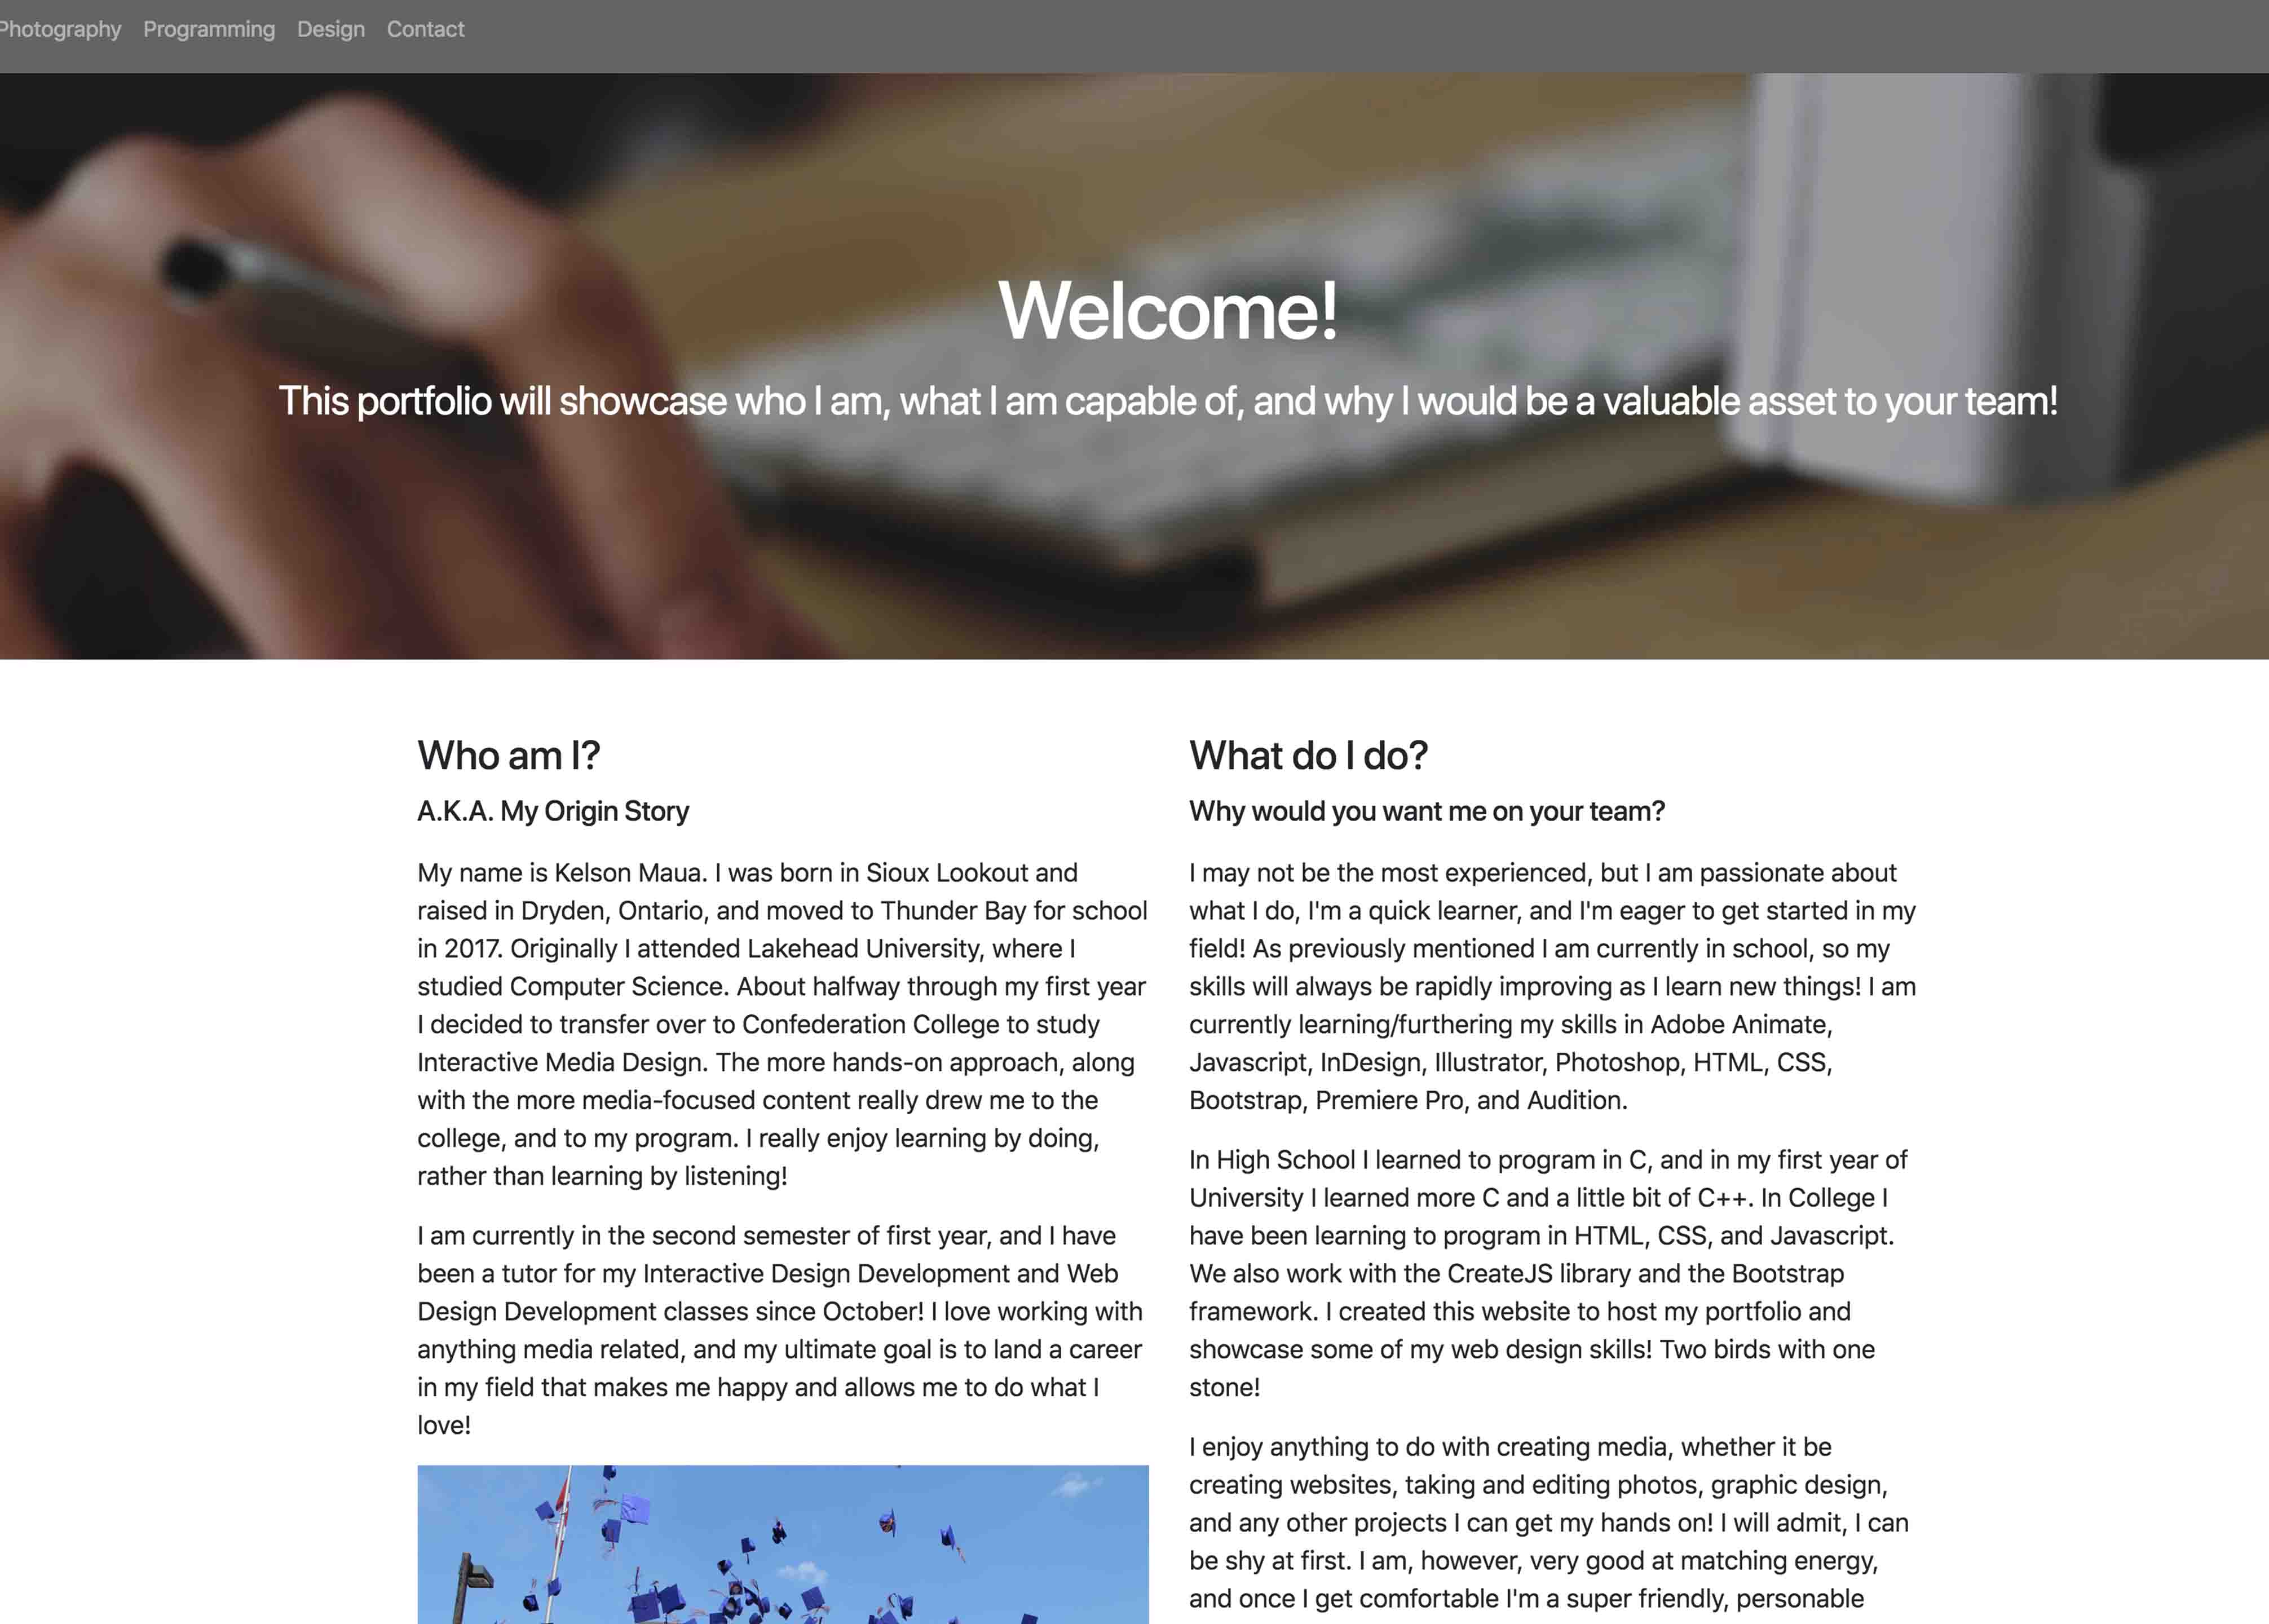 Photography Programming Design Contact
Welcome!
This portfolio will showcase who I am, what I am capable of, and why I would be a valuable asset to your team!
Who am I?
A.K.A. My Origin Story
My name is Kelson Maua. I was born in Sioux Lookout and
raised in Dryden, Ontario, and moved to Thunder Bay for school
in 2017. Originally I attended Lakehead University, where I
studied Computer Science. About halfway through my first year
I decided to transfer over to Confederation College to study
Interactive Media Design. The more hands-on approach, along
with the more media-focused content really drew me to the
college, and to my program. I really enjoy learning by doing,
rather than learning by listening!
I am currently in the second semester of first year, and I have
been a tutor for my Interactive Design Development and Web
Design Development classes since October! I love working with
anything media related, and my ultimate goal is to land a career
in my field that makes me happy and allows me to do what I
love!
What do I do?
Why would you want me on your team?
I may not be the most experienced, but I am passionate about
what I do, I'm a quick learner, and I'm eager to get started in my
field! As previously mentioned I am currently in school, so my
skills will always be rapidly improving as I learn new things! I am
currently learning/furthering my skills in Adobe Animate,
Javascript, InDesign, Illustrator, Photoshop, HTML, CSS,
Bootstrap, Premiere Pro, and Audition.
In High School I learned to program in C, and in my first year of
University I learned more C and a little bit of C++. In College I
have been learning to program in HTML, CSS, and Javascript.
We also work with the CreateJS library and the Bootstrap
framework. I created this website to host my portfolio and
showcase some of my web design skills! Two birds with one
stone!
I enjoy anything to do with creating media, whether it be
creating websites, taking and editing photos, graphic design,
and any other projects I can get my hands on! I will admit, I can
be shy at first. I am, however, very good at matching energy,
and once I get comfortable I'm a super friendly, personable